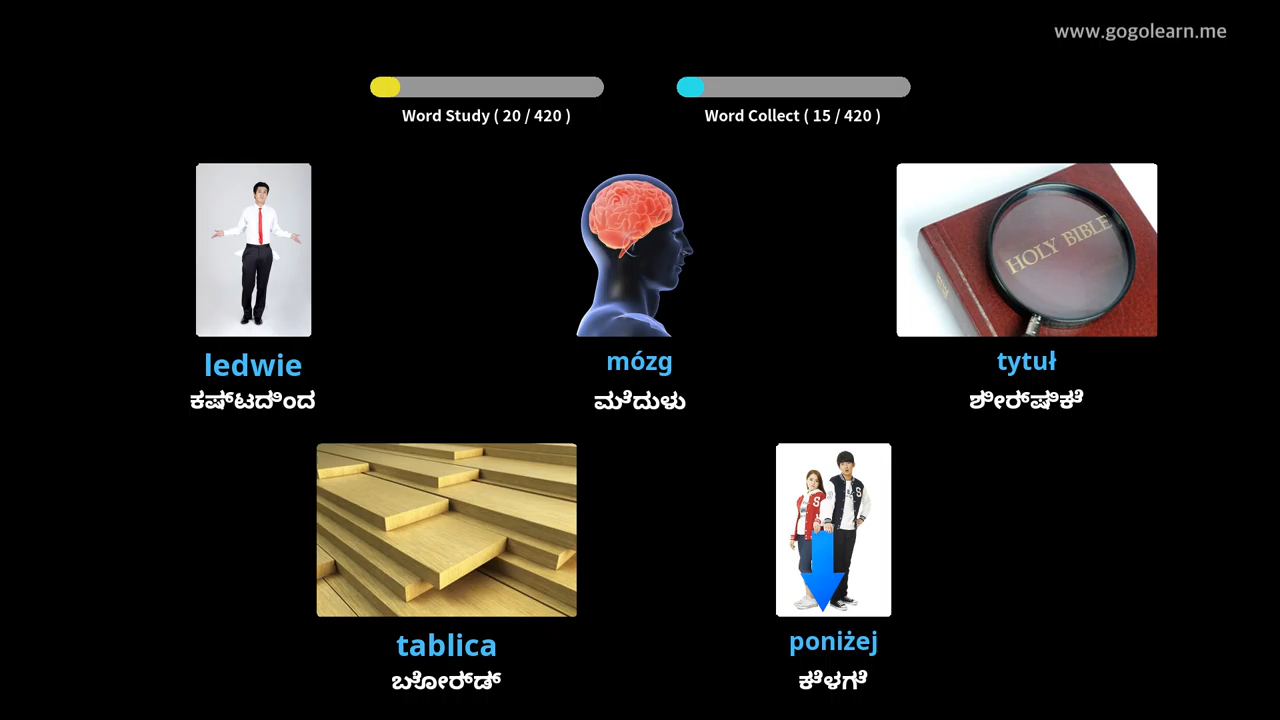 www.gogolearn.me
Word Study ( 20 / 420 )
Word Collect ( 15 / 420 )
HOLY BIBLE
ledwie
ಕಷ್ಟದಿಂದ
mózg
ಮೆದುಳು
tytuł
ಶೀರ್ಷಿಕೆ
tablica
ಬೋರ್ಡ್
poniżej
ಕೆಳಗೆ